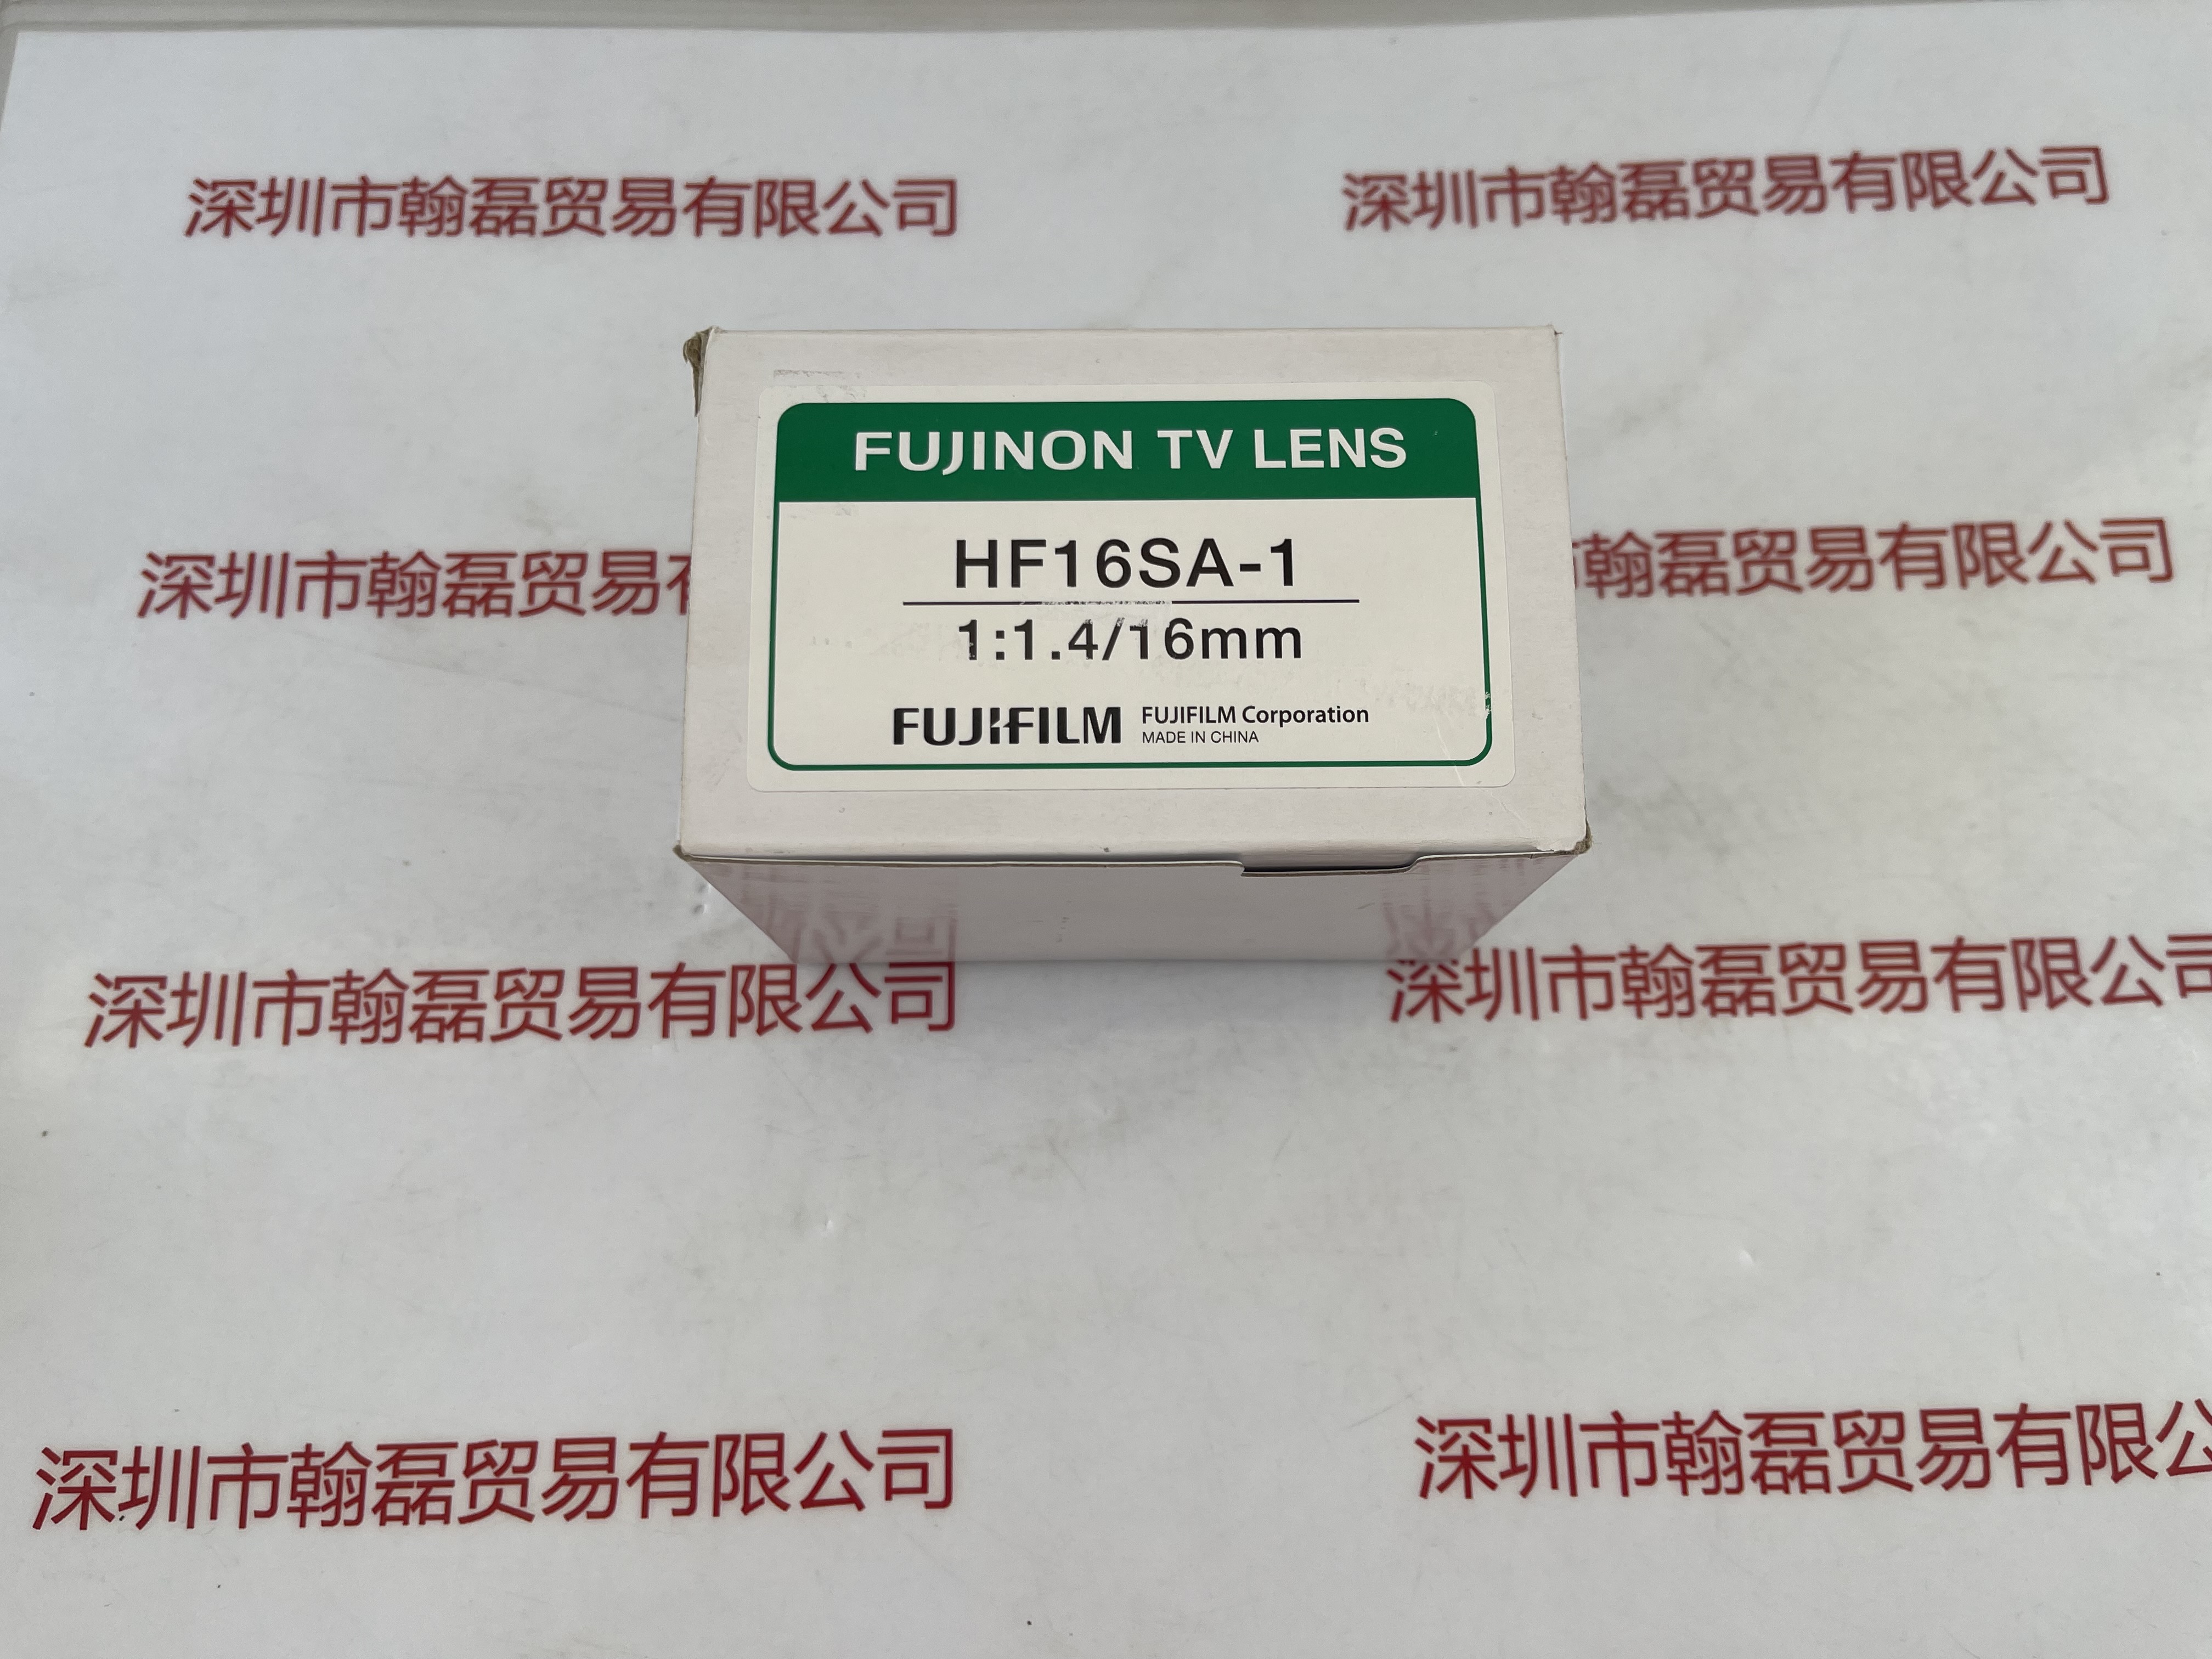 深圳市翰磊贸易有限公司
深圳市翰磊贸易有限公司
FUJINON TV LENS
HF16SA-1
1:1.4/16mm
FUJIFILM
FUJIFILM Corporation
MADE IN CHINA
深圳市翰磊贸易
翰磊贸易有限公司
深圳市翰磊贸易有限公司
深圳市翰磊贸易有限公司
深圳市翰磊贸易有限公司
深圳市翰磊贸易有限公